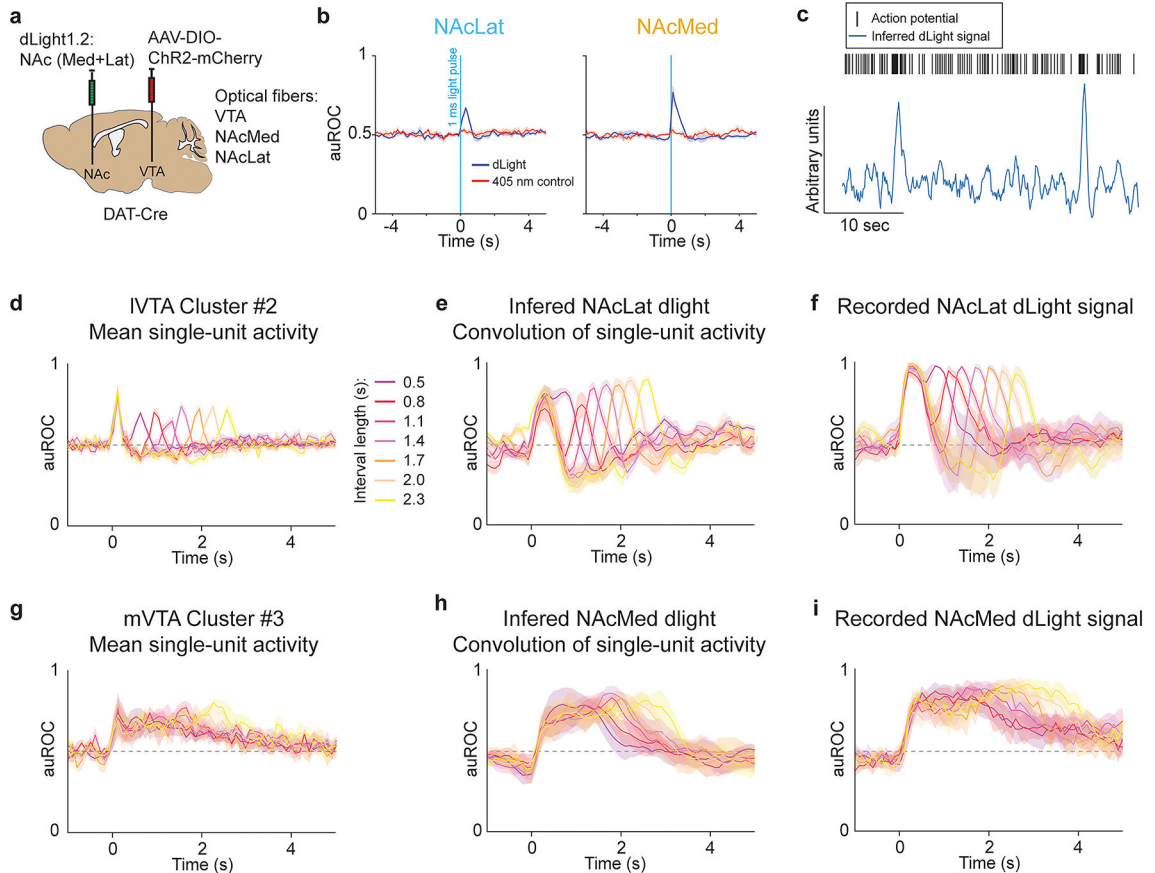 a
dLight1.2:
NAc (Med+Lat)
AAV-DIO-
ChR2-mCherry
Optical fibers:
VTA
NAcMed
NAcLat
NAc
VTA
DAT-Cre
b
NAcLat
NAcMed
1 ms light pulse
auROC
1
0.5
0
dLight
405 nm control
-4
0
4
Time (s)
-4
0
4
Time (s)
c
Action potential
Inferred dLight signal
Arbitrary units
10 sec
d
lVTA Cluster #2
Mean single-unit activity
auROC
1
0
0
2
4
Time (s)
Interval length (s):
0.5
0.8
1.1
1.4
1.7
2.0
2.3
e
Infered NAcLat dlight
Convolution of single-unit activity
auROC
1
0
0
2
4
Time (s)
f
Recorded NAcLat dLight signal
auROC
1
0
0
2
4
Time (s)
g
mVTA Cluster #3
Mean single-unit activity
auROC
1
0
0
2
4
Time (s)
h
Infered NAcMed dlight
Convolution of single-unit activity
auROC
1
0
0
2
4
Time (s)
i
Recorded NAcMed dLight signal
auROC
1
0
0
2
4
Time (s)